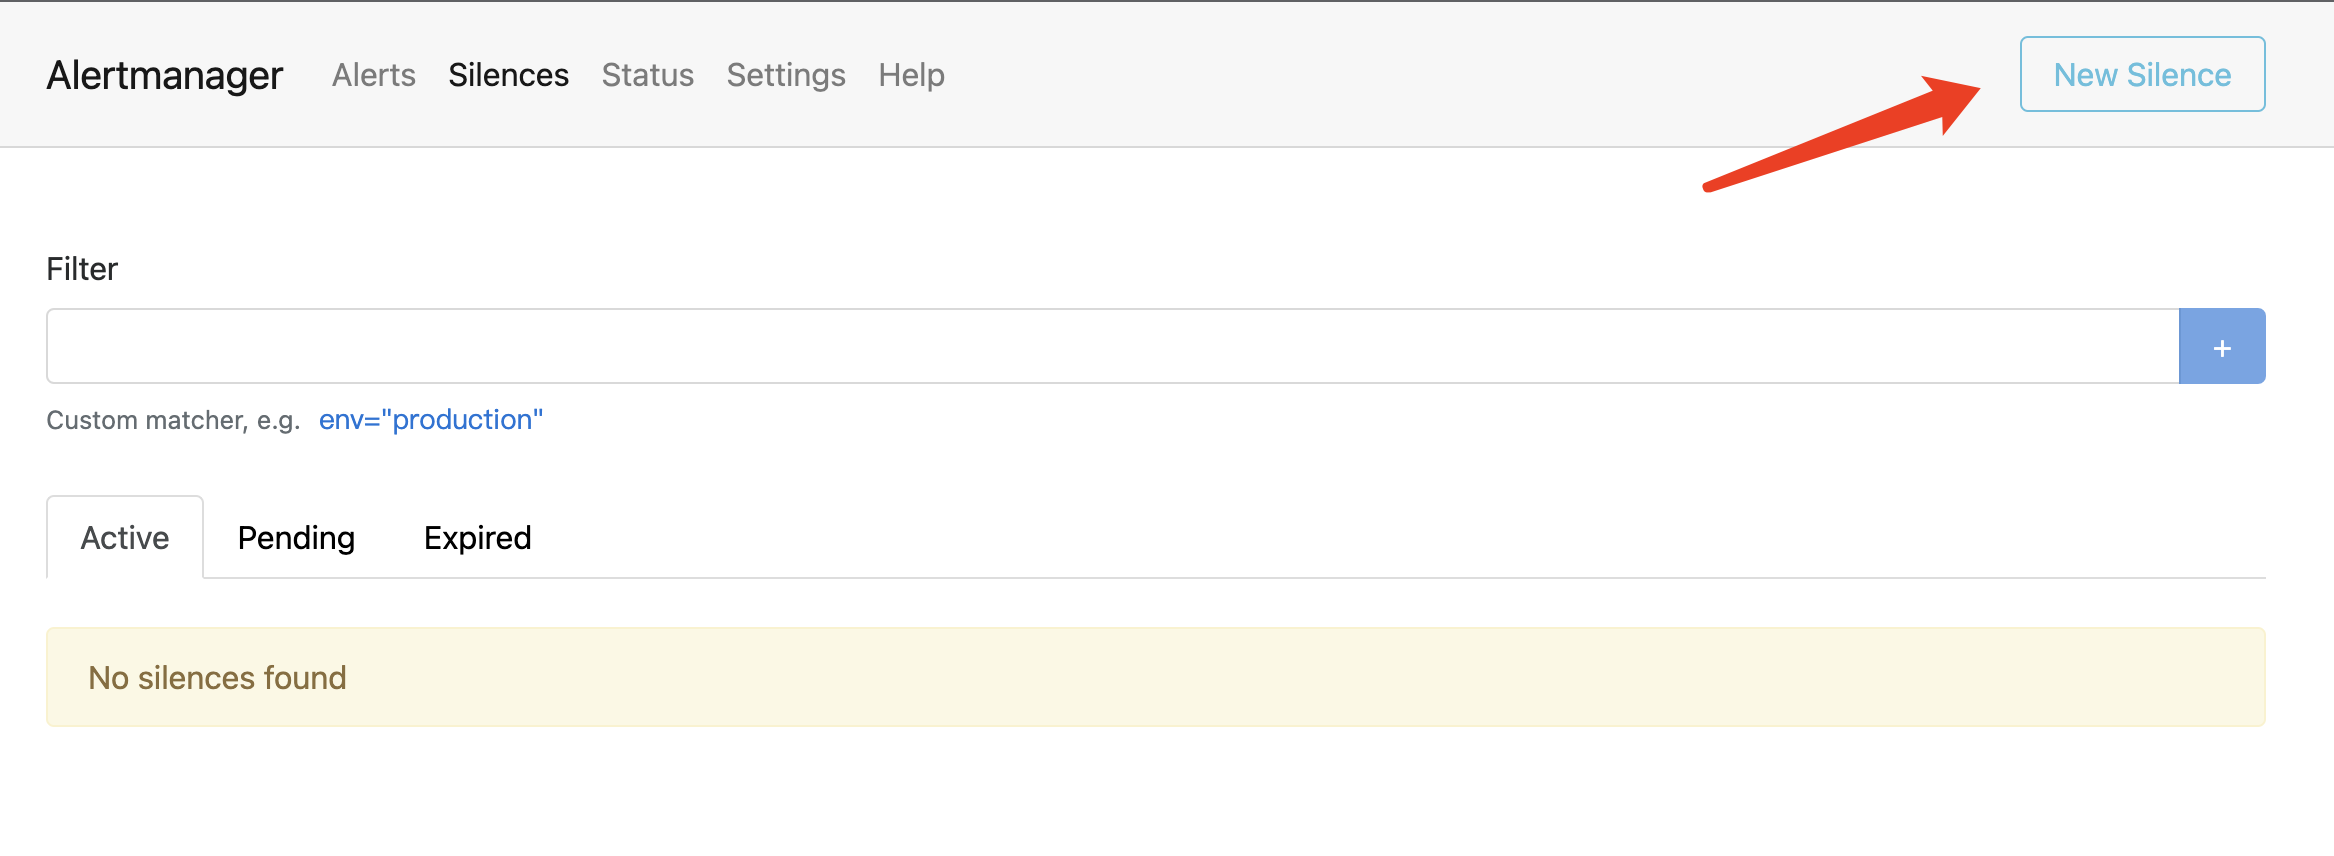 Alertmanager Alerts Silences Status Settings Help New Silence
Filter
+
Custom matcher, e.g. env="production"
Active Pending Expired
No silences found